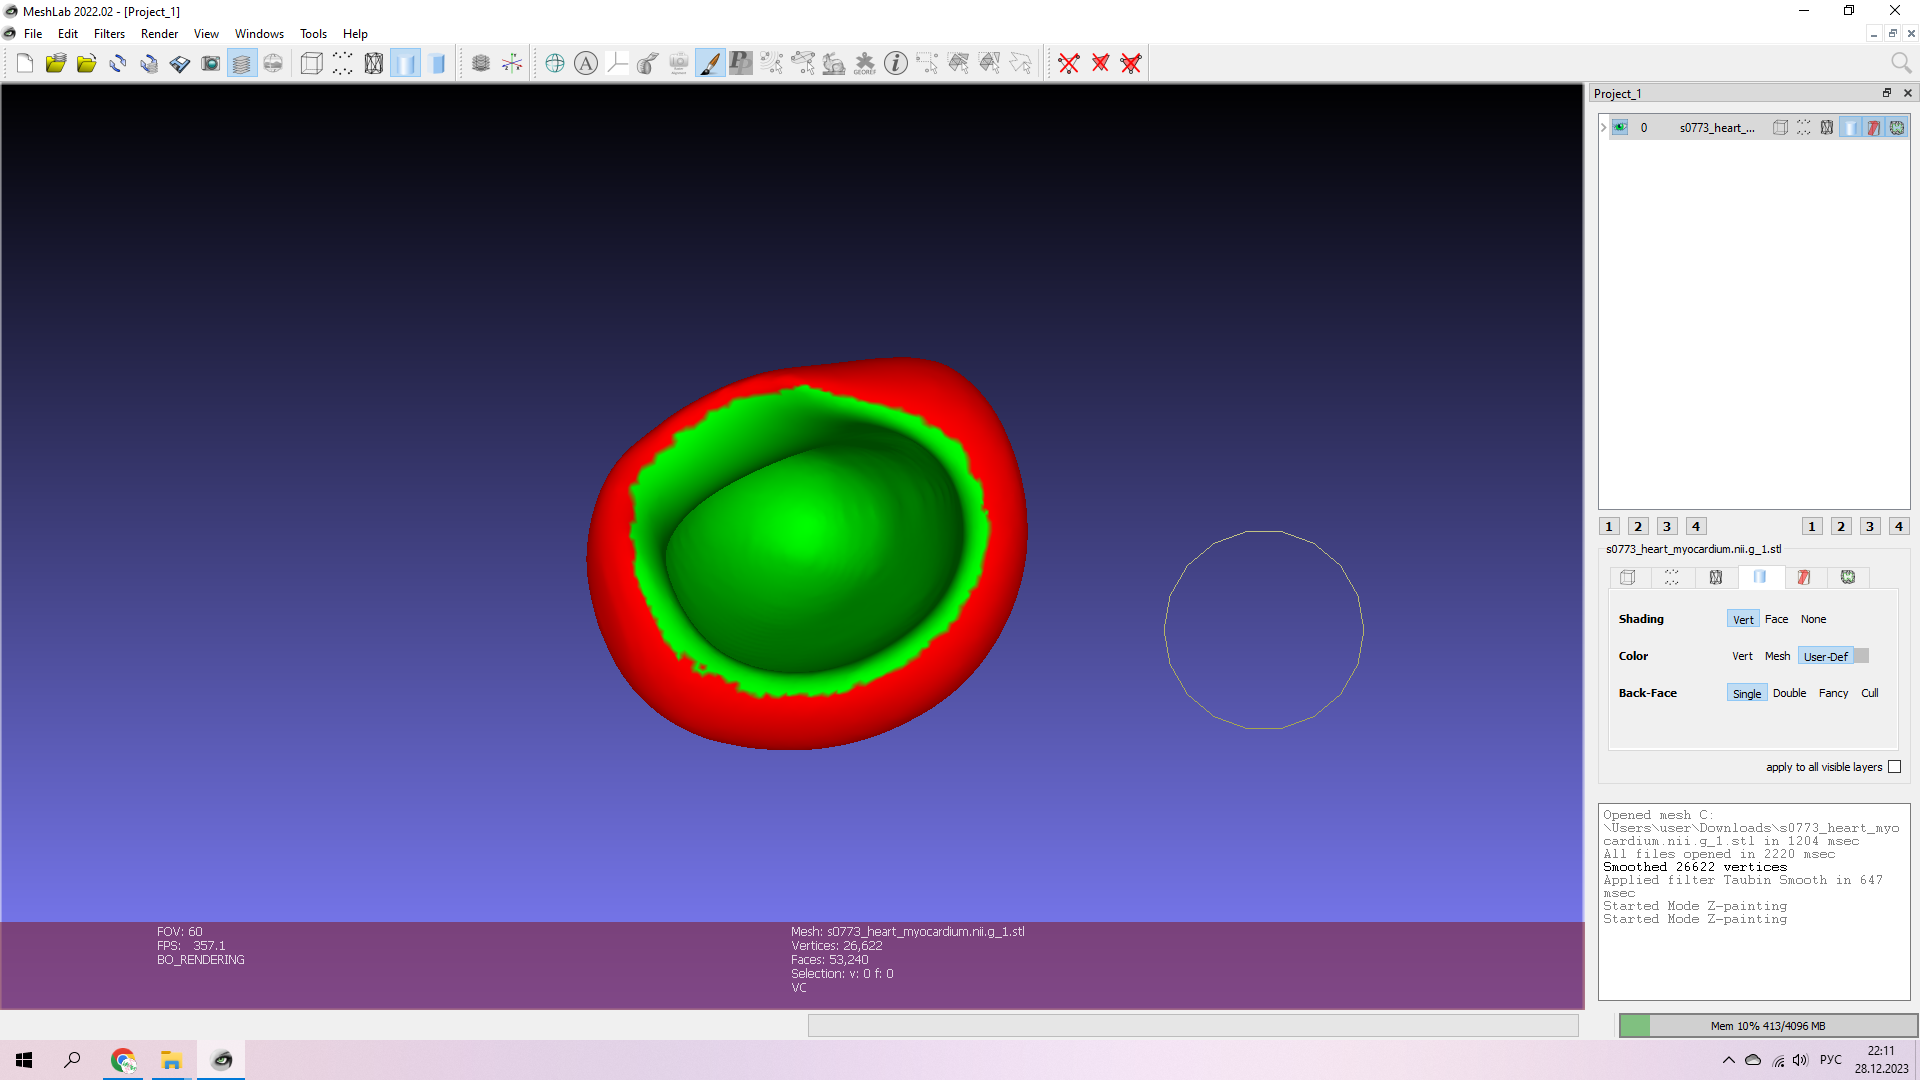 MeshLab 2022.02 - [Project_1]
File Edit Filters Render View Windows Tools Help
A
GEOREF
Project_1
0 s0773_heart_...
1 2 3 4 1 2 3 4
s0773_heart_myocardium.nii.g_1.stl
Shading Vert Face None
Color Vert Mesh User-Def
Back-Face Single Double Fancy Cull
apply to all visible layers
Opened mesh C:
\Users\user\Downloads\s0773_heart_myo
cardium.nii.g_1.stl in 1204 msec
All files opened in 2220 msec
Smoothed 26622 vertices
Applied filter Taubin Smooth in 647
msec
Started Mode Z-painting
Started Mode Z-painting
FOV: 60
FPS: 357.1
BO_RENDERING
Mesh: s0773_heart_myocardium.nii.g_1.stl
Vertices: 26,622
Faces: 53,240
Selection: v: 0 f: 0
VC
Mem 10% 413/4096 MB
РУС
22:11
28.12.2023